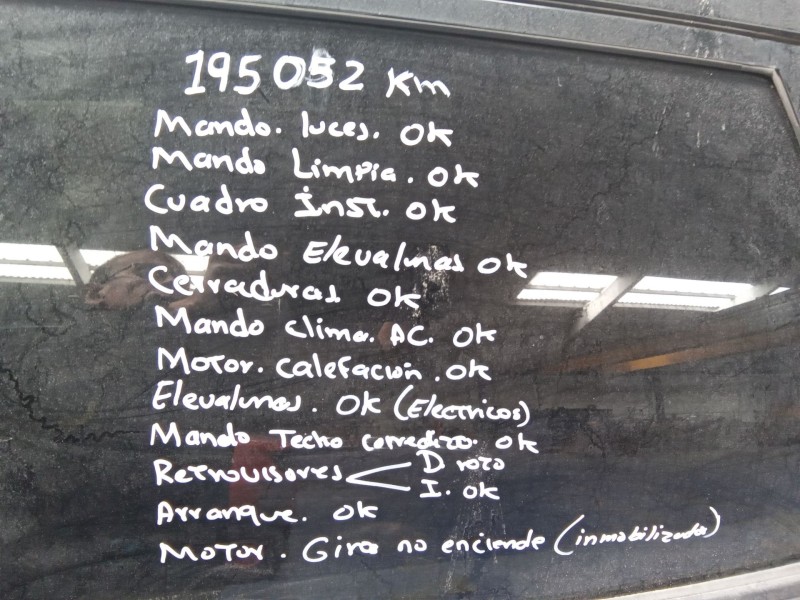 195052 Km
Mando. luces. OK
Mando Limpia. OK
Cuadro inst. OK
Mando Elevalunas OK
Cerraduras OK
Mando clima. AC. OK
Motor. calefación. OK
Elevalunas. OK (Electricos)
Mando Techo corredizo. OK
Retrovisores D roto
I. OK
Arranque. OK
Motor. Gira no enciende (inmobilizada)